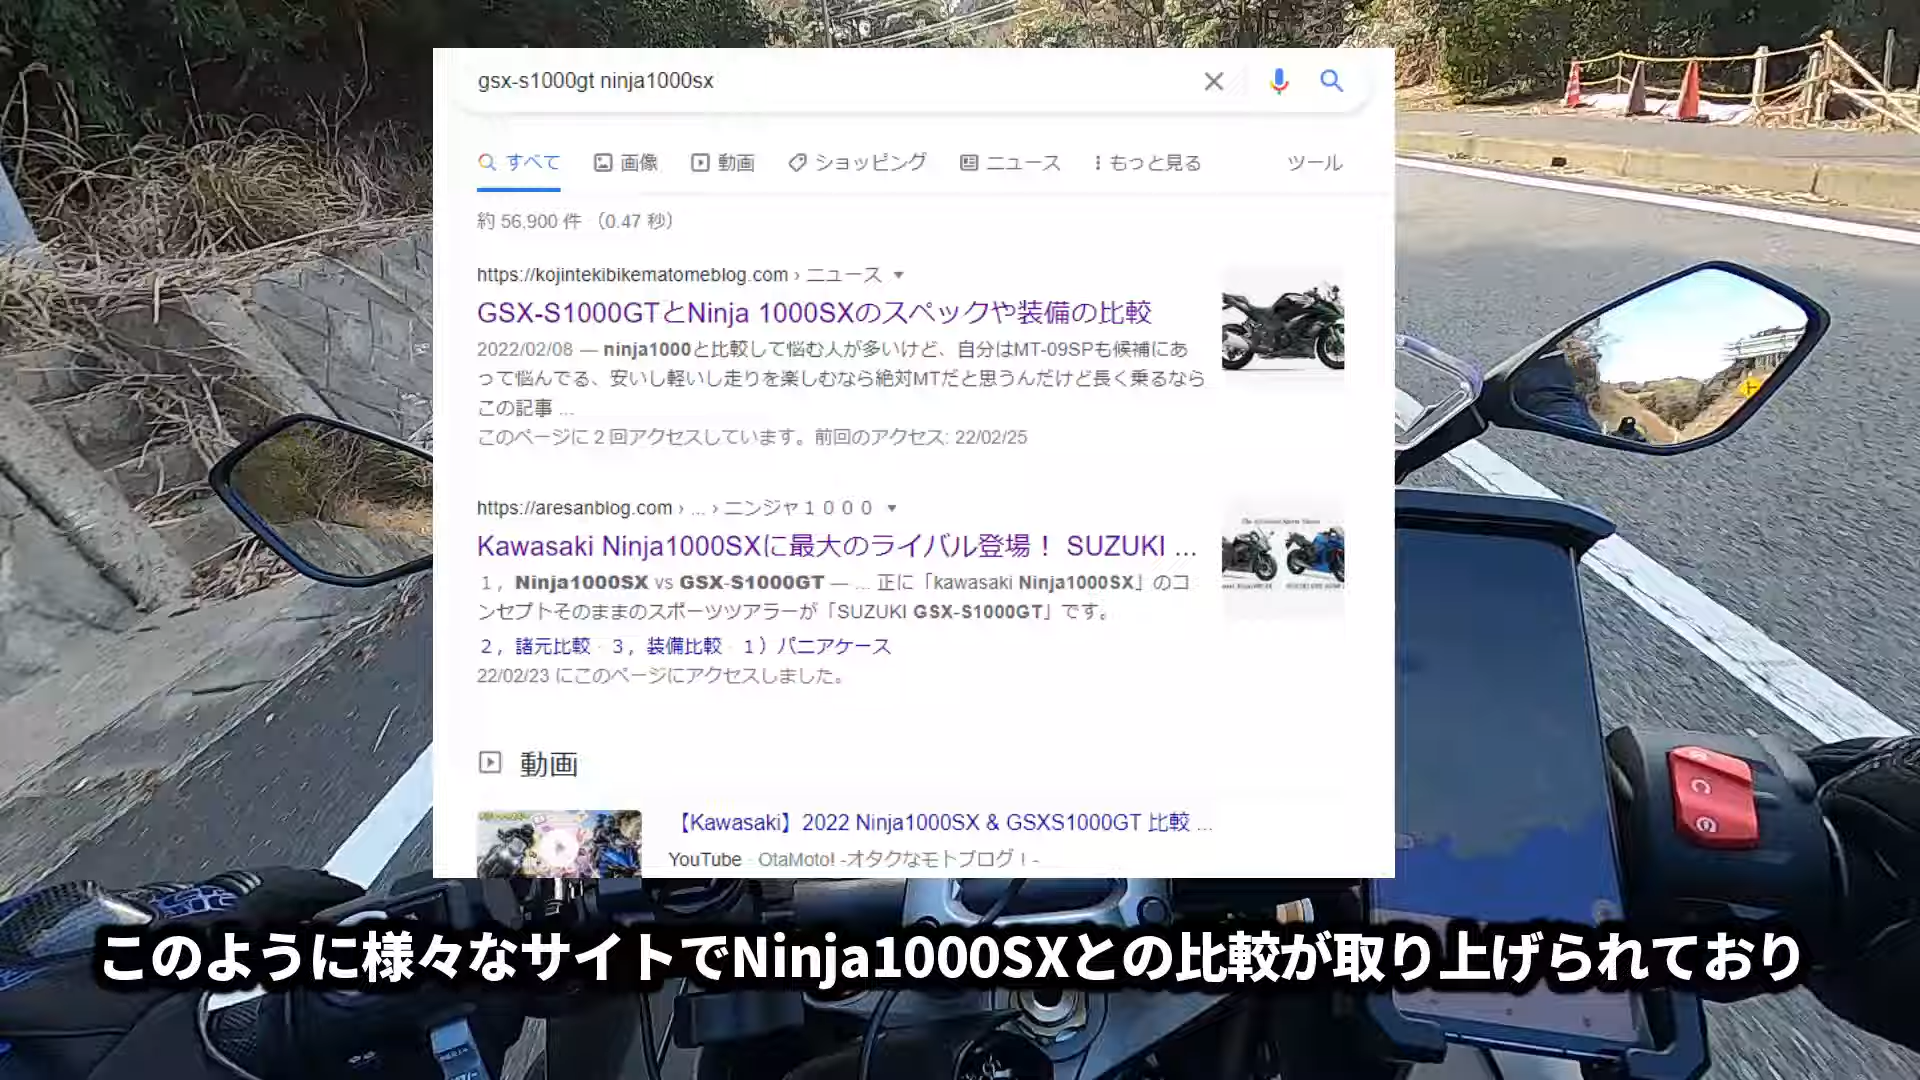 gsx-s1000gt ninja1000sx
すべて 画像 動画 ショッピング ニュース もっと見る ツール
約 56,900 件 （0.47 秒）
https://kojintekibikematomeblog.com › ニュース
GSX-S1000GTとNinja 1000SXのスペックや装備の比較
2022/02/08 — ninja1000と比較して悩む人が多いけど、自分はMT-09SPも候補にあ
って悩んでる、安いし軽いし走りを楽しむなら絶対MTだと思うんだけど長く乗るなら
この記事 ...
このページに 2 回アクセスしています。前回のアクセス: 22/02/25
https://aresanblog.com › ... › ニンジャ１０００
Kawasaki Ninja1000SXに最大のライバル登場！ SUZUKI ...
１，Ninja1000SX vs GSX-S1000GT — ... 正に「kawasaki Ninja1000SX」のコ
ンセプトそのままのスポーツツアラーが「SUZUKI GSX-S1000GT」です。
２，諸元比較 · ３，装備比較 · １）パニアケース
22/02/23 にこのページにアクセスしました。
動画
【Kawasaki】2022 Ninja1000SX & GSXS1000GT 比較 ...
YouTube · OtaMoto! -オタクなモトブログ！-
このように様々なサイトでNinja1000SXとの比較が取り上げられており